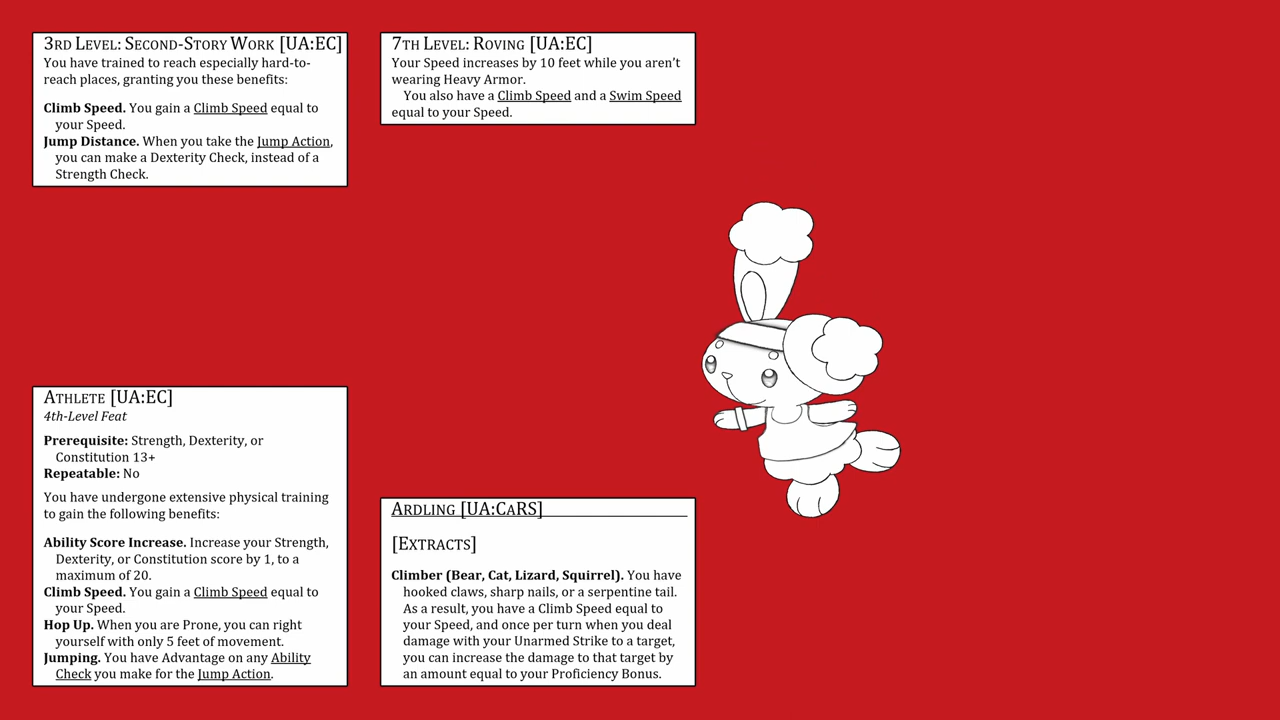 3RD LEVEL: SECOND-STORY WORK [UA:EC]
You have trained to reach especially hard-to-
reach places, granting you these benefits:
Climb Speed. You gain a Climb Speed equal to
your Speed.
Jump Distance. When you take the Jump Action,
you can make a Dexterity Check, instead of a
Strength Check.
7TH LEVEL: ROVING [UA:EC]
Your Speed increases by 10 feet while you aren't
wearing Heavy Armor.
You also have a Climb Speed and a Swim Speed
equal to your Speed.
ATHLETE [UA:EC]
4th-Level Feat
Prerequisite: Strength, Dexterity, or
Constitution 13+
Repeatable: No
You have undergone extensive physical training
to gain the following benefits:
Ability Score Increase. Increase your Strength,
Dexterity, or Constitution score by 1, to a
maximum of 20.
Climb Speed. You gain a Climb Speed equal to
your Speed.
Hop Up. When you are Prone, you can right
yourself with only 5 feet of movement.
Jumping. You have Advantage on any Ability
Check you make for the Jump Action.
ARDLING [UA:CARS]
[EXTRACTS]
Climber (Bear, Cat, Lizard, Squirrel). You have
hooked claws, sharp nails, or a serpentine tail.
As a result, you have a Climb Speed equal to
your Speed, and once per turn when you deal
damage with your Unarmed Strike to a target,
you can increase the damage to that target by
an amount equal to your Proficiency Bonus.